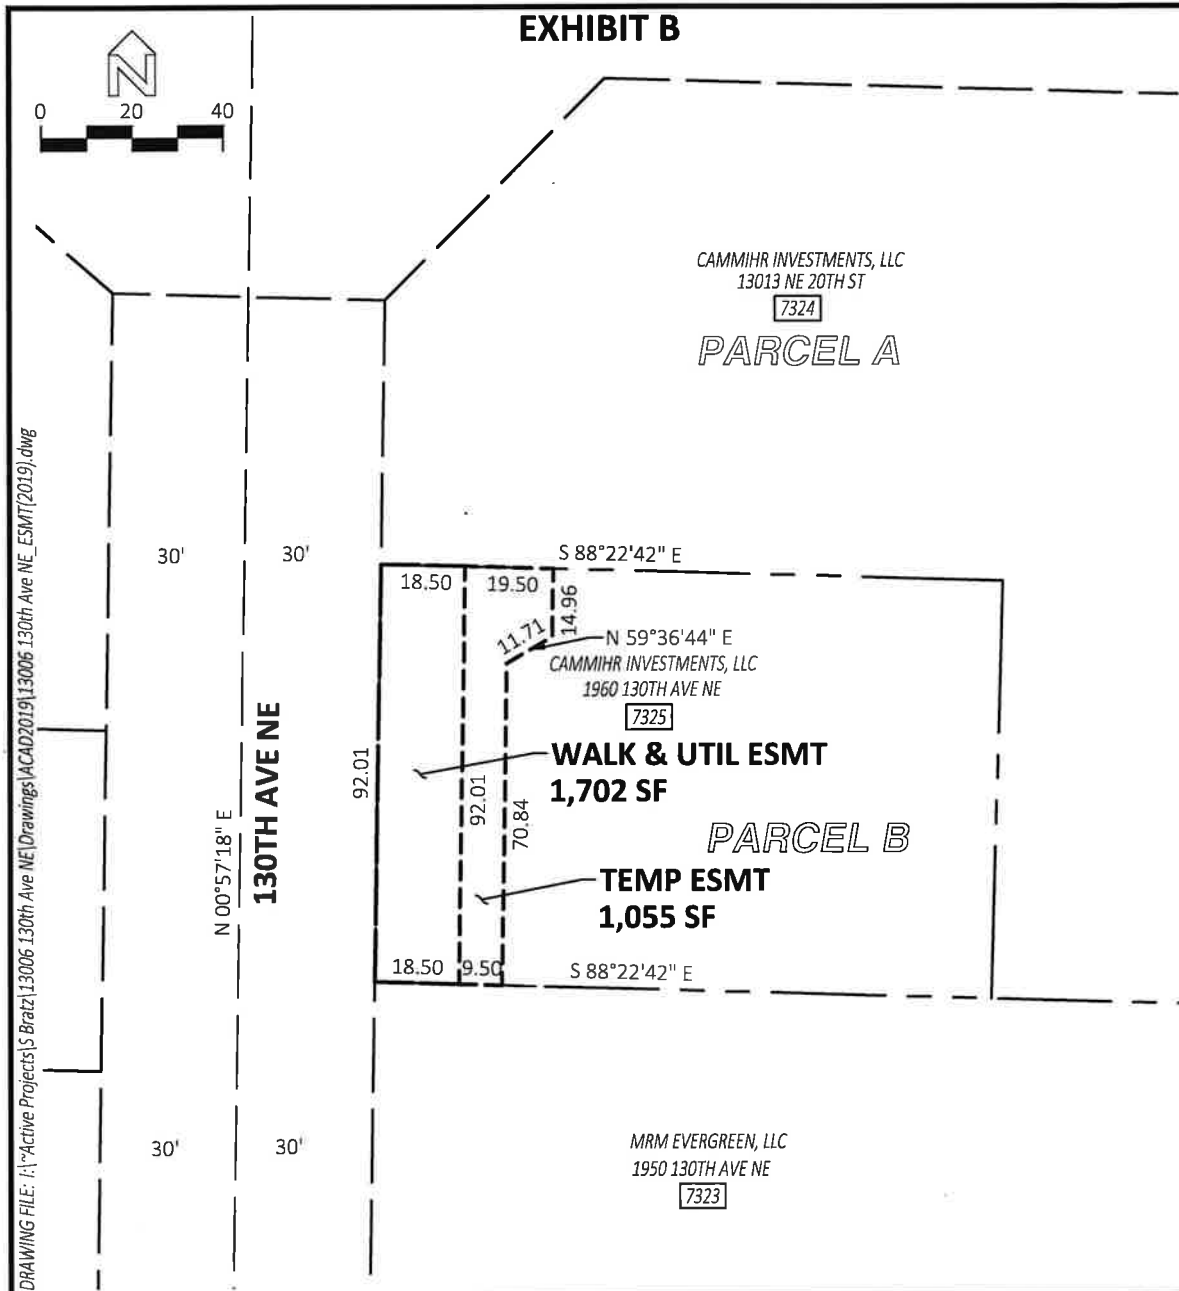 EXHIBIT B
N
0 20 40
CAMMIHR INVESTMENTS, LLC
13013 NE 20TH ST
7324
PARCEL A
30' 30'
S 88°22'42" E
18.50 19.50
14.96
11.71
N 59°36'44" E
CAMMIHR INVESTMENTS, LLC
1960 130TH AVE NE
7325
WALK & UTIL ESMT
1,702 SF
92.01
92.01
70.84
PARCEL B
TEMP ESMT
1,055 SF
N 00°57'18" E
130TH AVE NE
18.50 9.50
S 88°22'42" E
30' 30'
MRM EVERGREEN, LLC
1950 130TH AVE NE
7323
DRAWING FILE: I:\~Active Projects\S Bratz\13006 130th Ave NE\Drawings\ACAD2019\13006 130th Ave NE_ESMT(2019).dwg